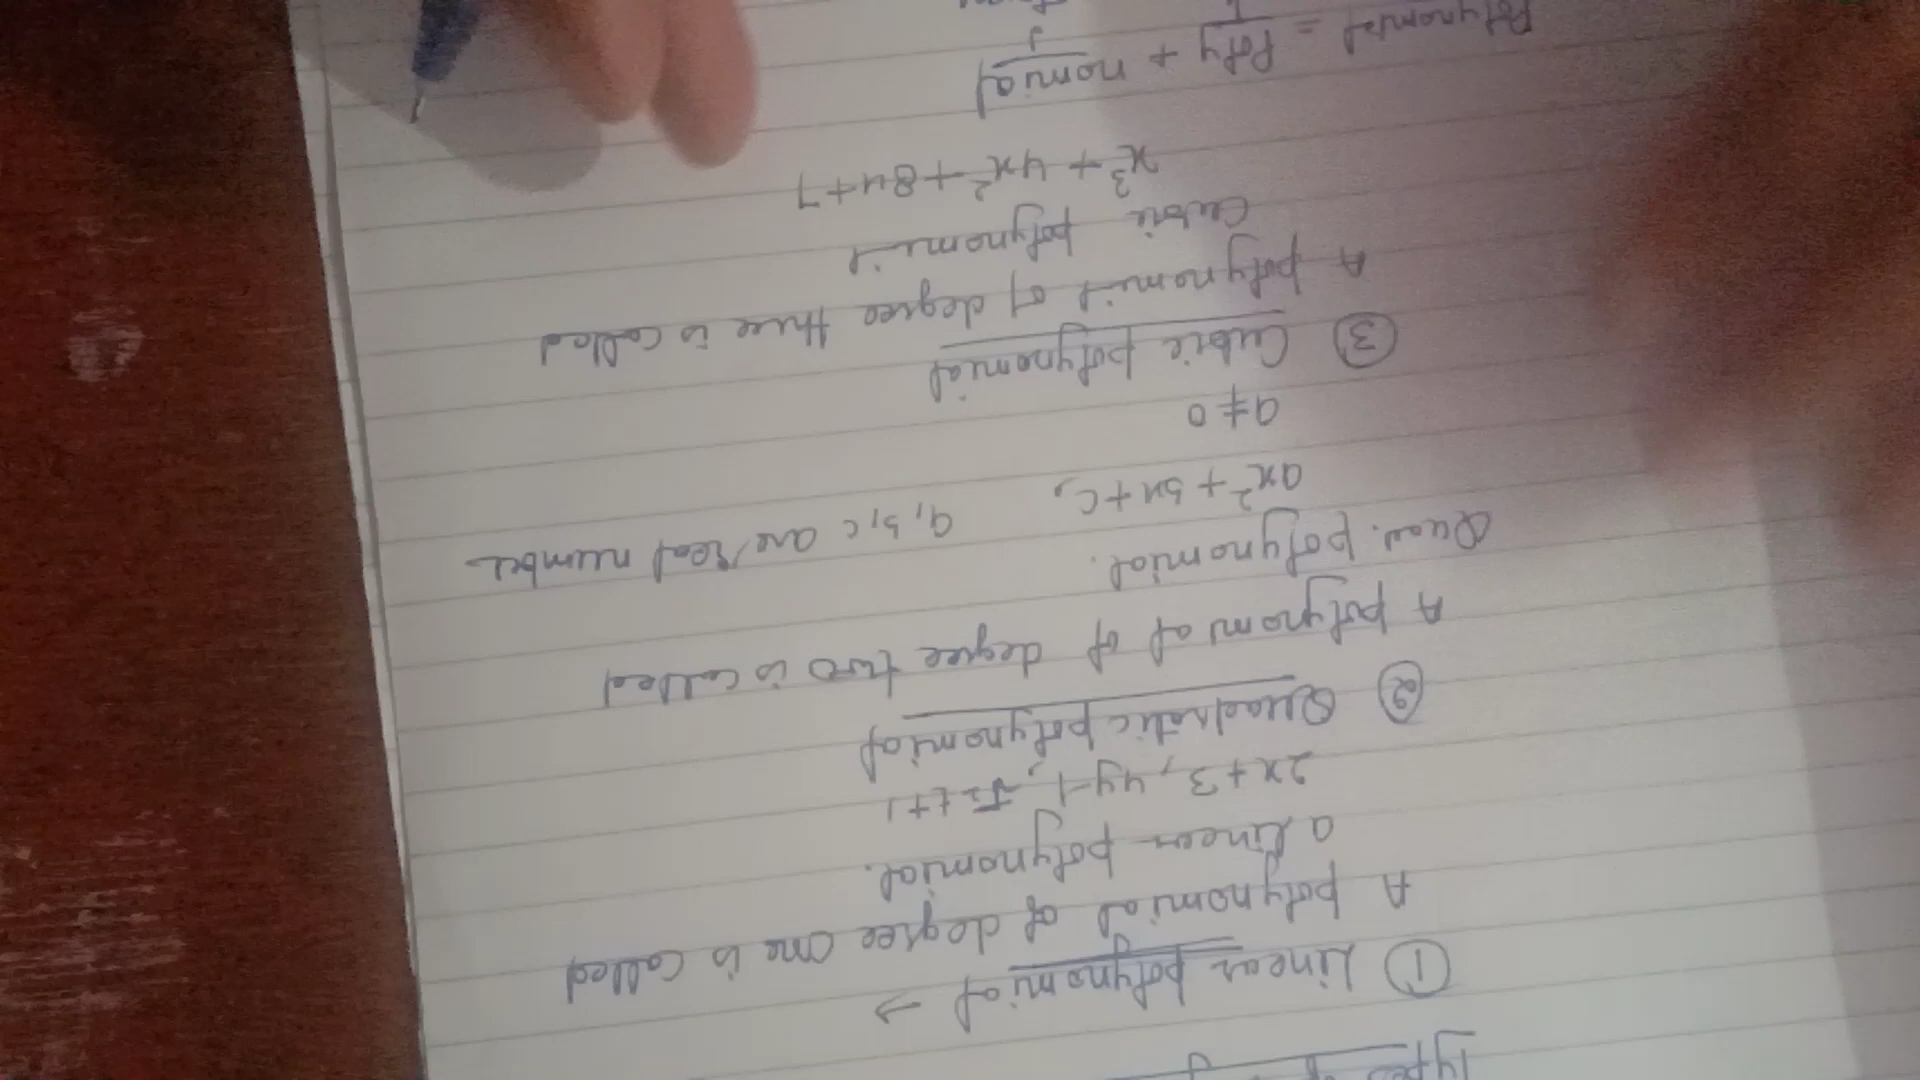 Types of
① Linear polynomial →
A polynomial of degree one is called
a linear polynomial.
2x + 3, 4y-1, √2t+1
② Quadratic polynomial
A polynomial of degree two is called
Quad. polynomial.
ax² + bx + c, a, b, c are real number
a ≠ 0
③ Cubic polynomial
A polynomil of degree three is called
Cubic polynomil
x³ + 4x² + 8x + 7
Polynomial = Poly + nomial